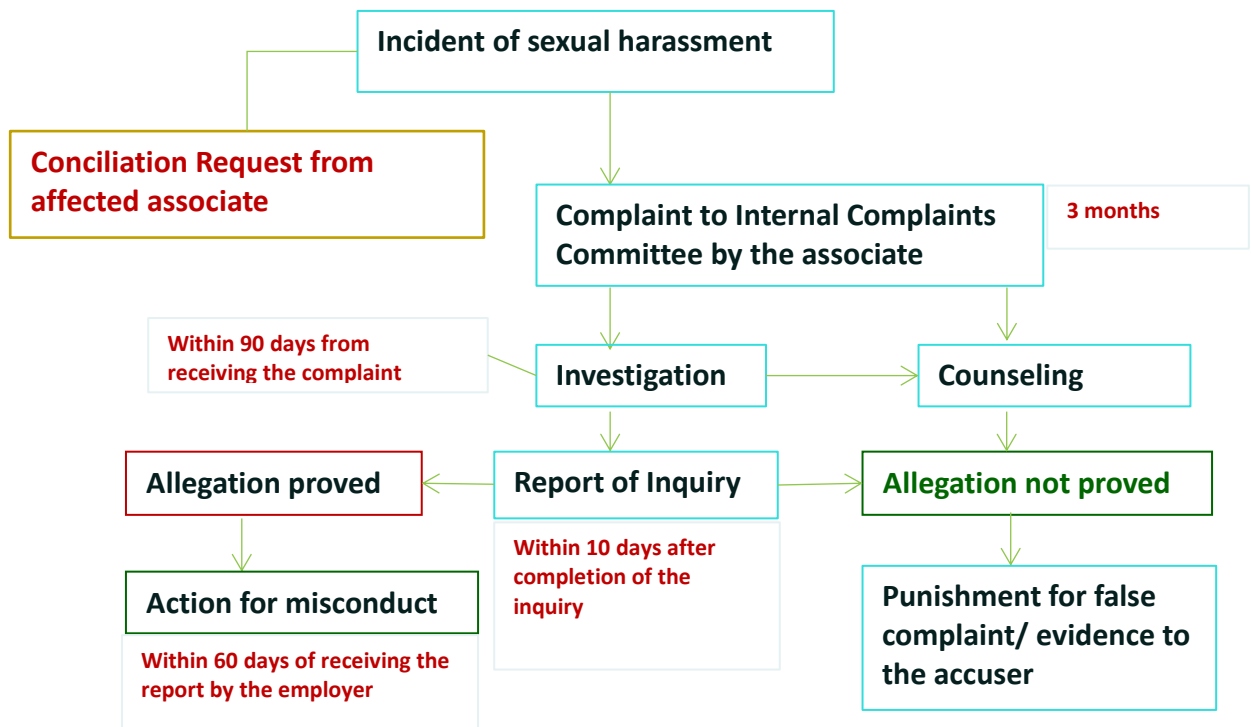 Incident of sexual harassment
Conciliation Request from
affected associate
Complaint to Internal Complaints
Committee by the associate
3 months
Within 90 days from
receiving the complaint
Investigation
Counseling
Allegation proved
Report of Inquiry
Allegation not proved
Within 10 days after
completion of the
inquiry
Action for misconduct
Within 60 days of receiving the
report by the employer
Punishment for false
complaint/ evidence to
the accuser